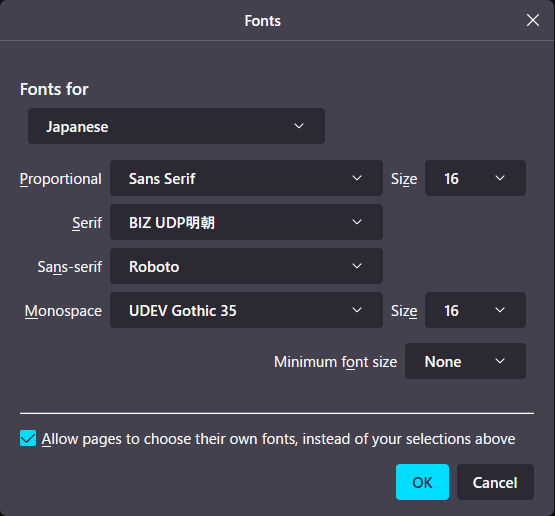 Fonts
Fonts for
Japanese
Proportional Sans Serif Size 16
Serif BIZ UDP明朝
Sans-serif Roboto
Monospace UDEV Gothic 35 Size 16
Minimum font size None
Allow pages to choose their own fonts, instead of your selections above
OK Cancel